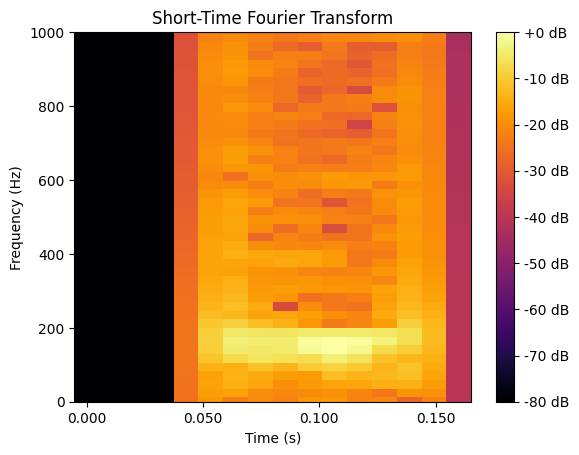 Short-Time Fourier Transform
1000
800
600
400
200
0
Frequency (Hz)
0.000
0.050
0.100
0.150
Time (s)
+0 dB
-10 dB
-20 dB
-30 dB
-40 dB
-50 dB
-60 dB
-70 dB
-80 dB